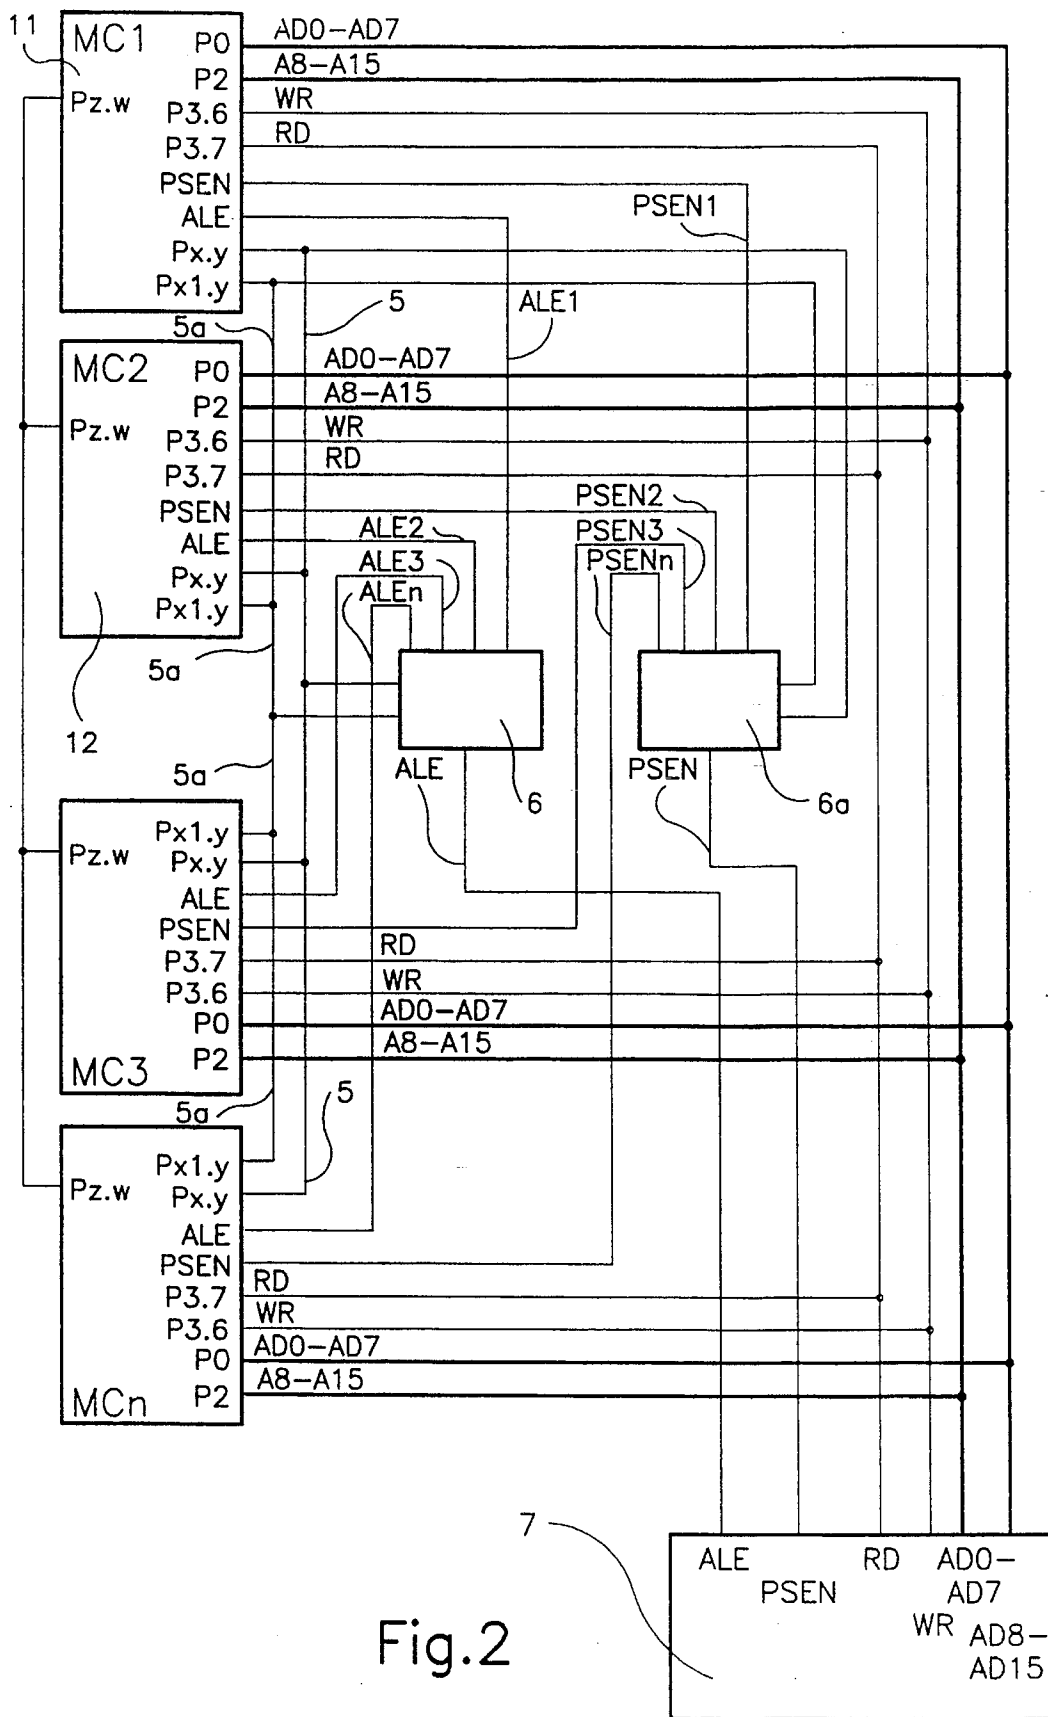 11
MC1
P0
AD0-AD7
P2
A8-A15
Pz.w
P3.6
WR
P3.7
RD
PSEN
PSEN1
ALE
Px.y
Px1.y
5
ALE1
5a
MC2
P0
AD0-AD7
P2
A8-A15
Pz.w
P3.6
WR
P3.7
RD
PSEN
PSEN2
ALE
ALE2
PSEN3
Px.y
ALE3
PSENn
Px1.y
ALEn
5a
12
5a
ALE
6
PSEN
6a
Px1.y
Pz.w
Px.y
ALE
PSEN
P3.7
RD
P3.6
WR
P0
AD0-AD7
P2
A8-A15
MC3
5a
5
Px1.y
Pz.w
Px.y
ALE
PSEN
P3.7
RD
P3.6
WR
P0
AD0-AD7
P2
A8-A15
MCn
7
ALE
RD
AD0-
PSEN
AD7
WR
AD8-
AD15
Fig.2